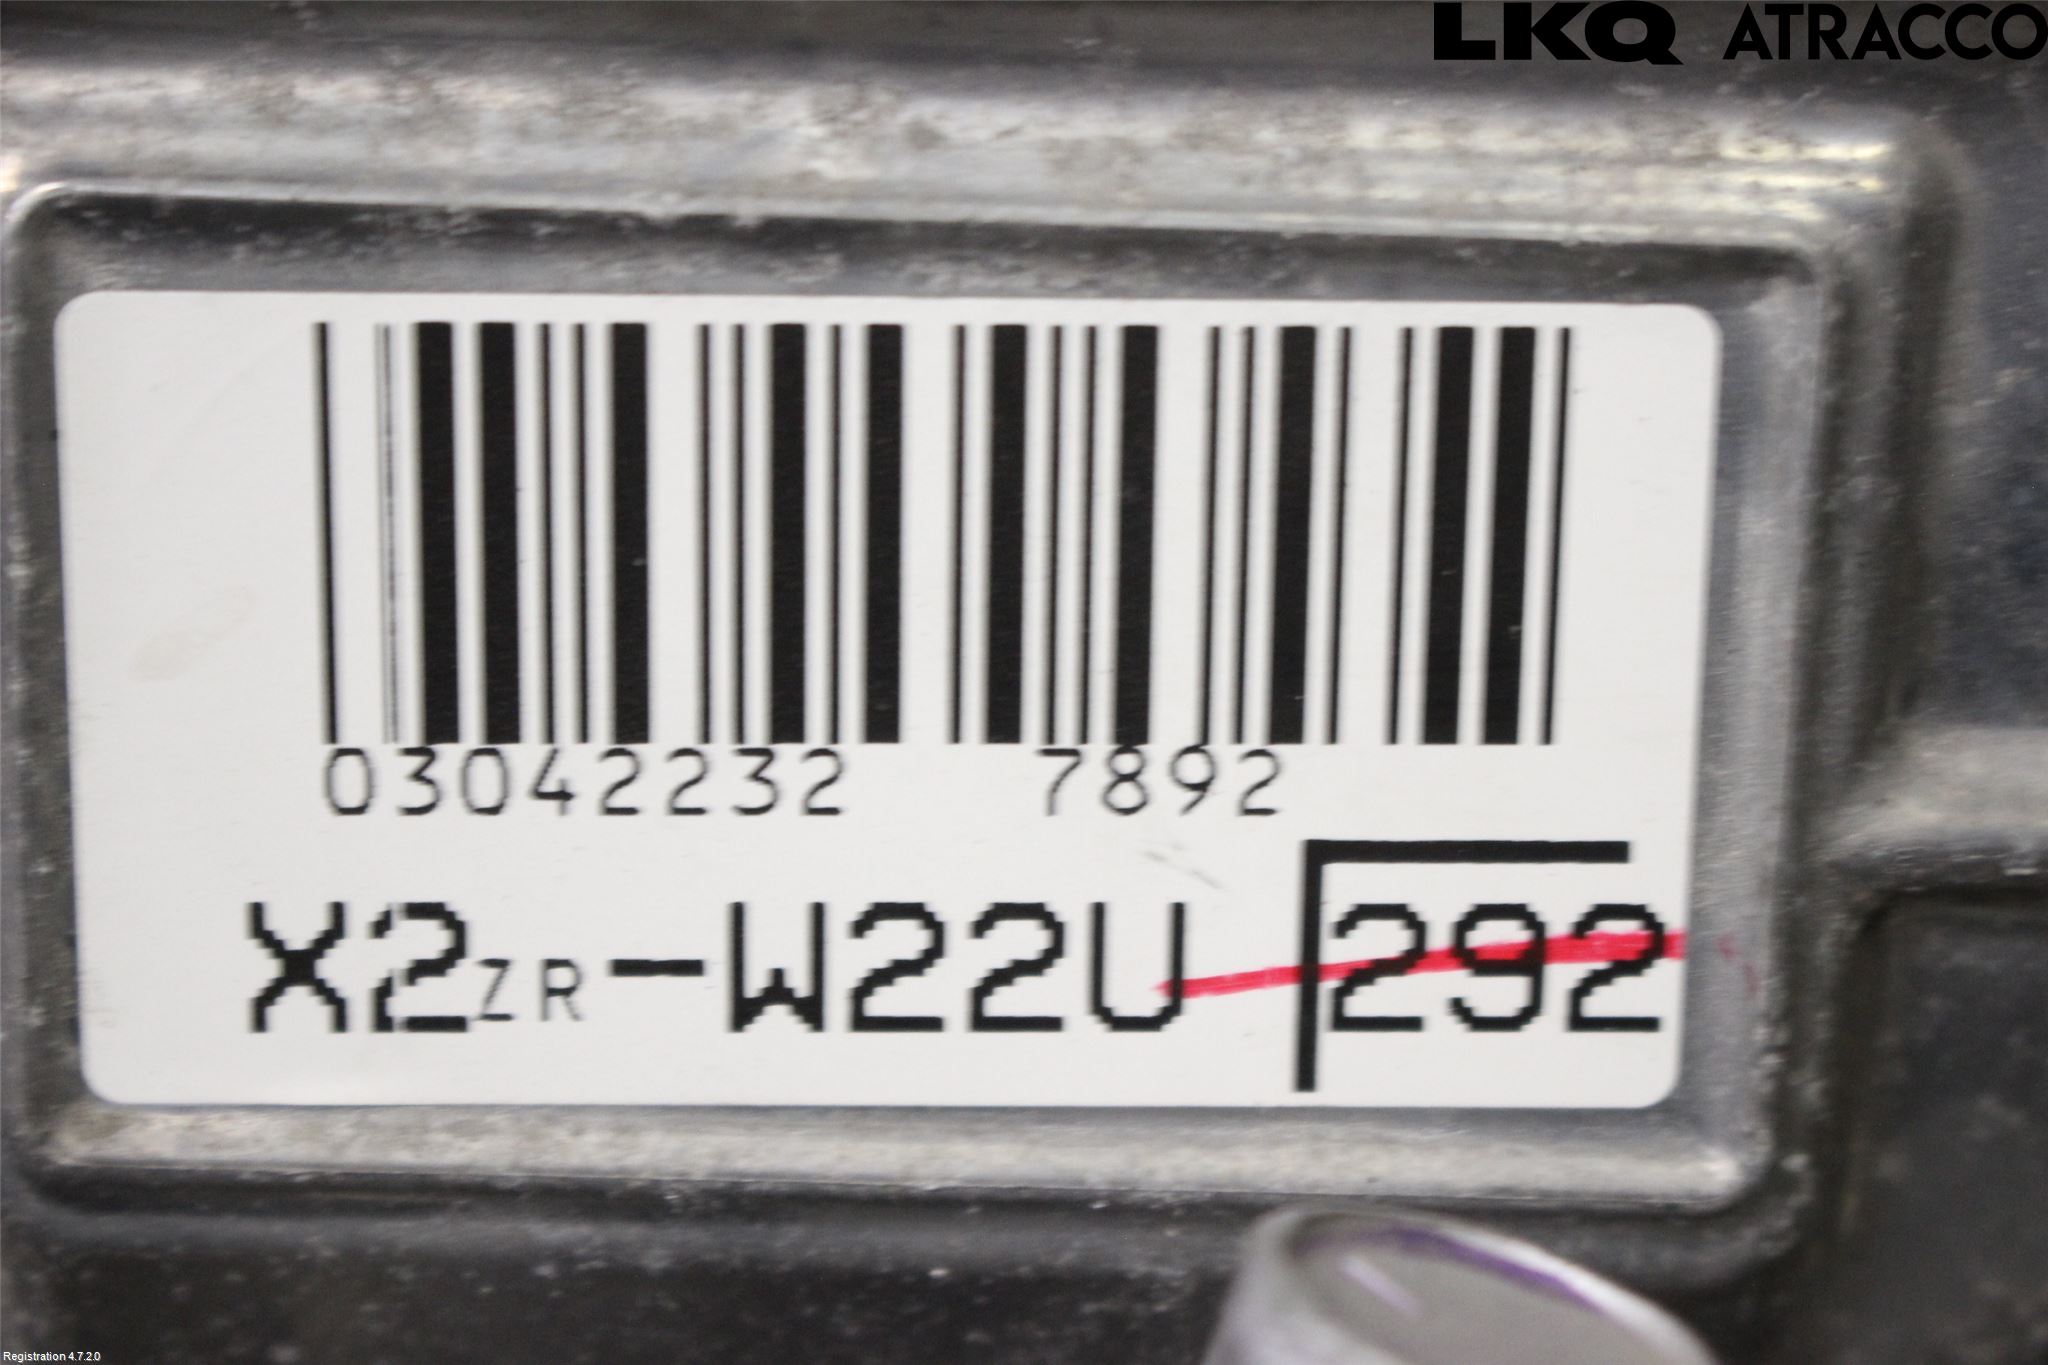 LKQ ATRACCO
03042232 7892
X2ZR-W22U 292
Registration 4.7.2.0